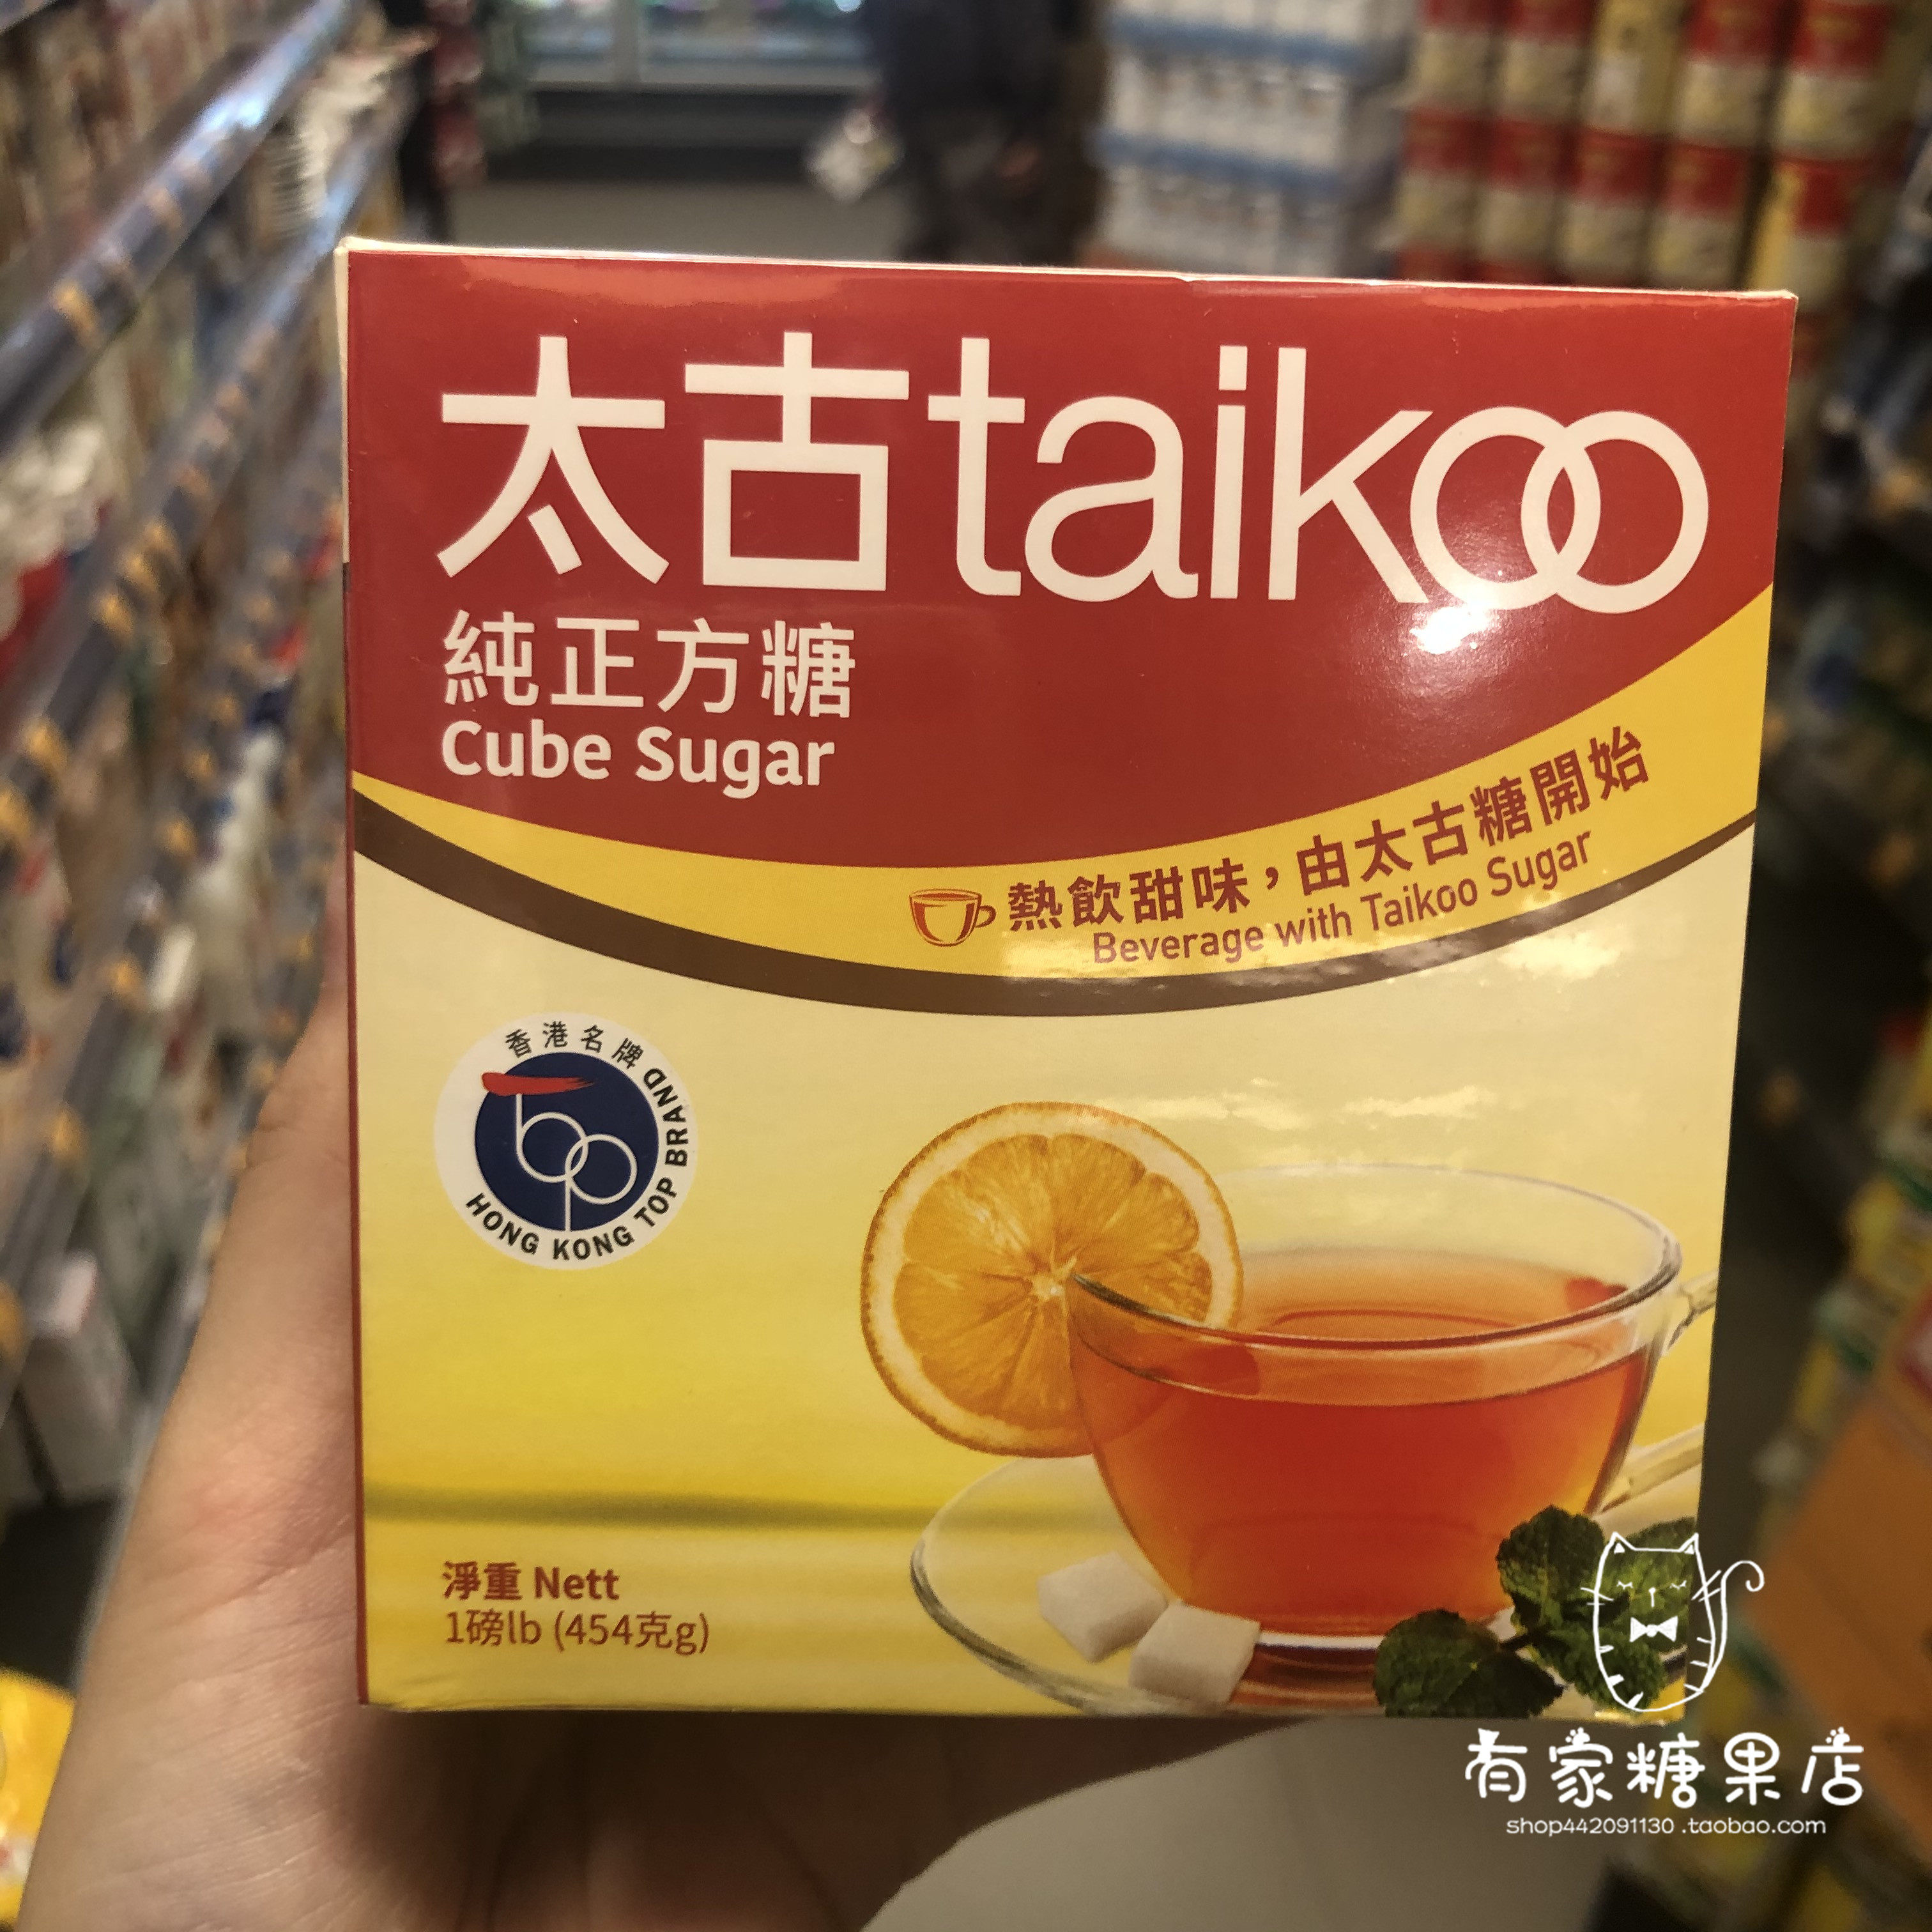 太古taikoo
純正方糖
Cube Sugar
熱飲甜味，由太古糖開始
Beverage with Taikoo Sugar
香港名牌
HONG KONG TOP BRAND
淨重 Nett
1磅lb (454克g)
有家糖果店
shop442091130.taobao.com